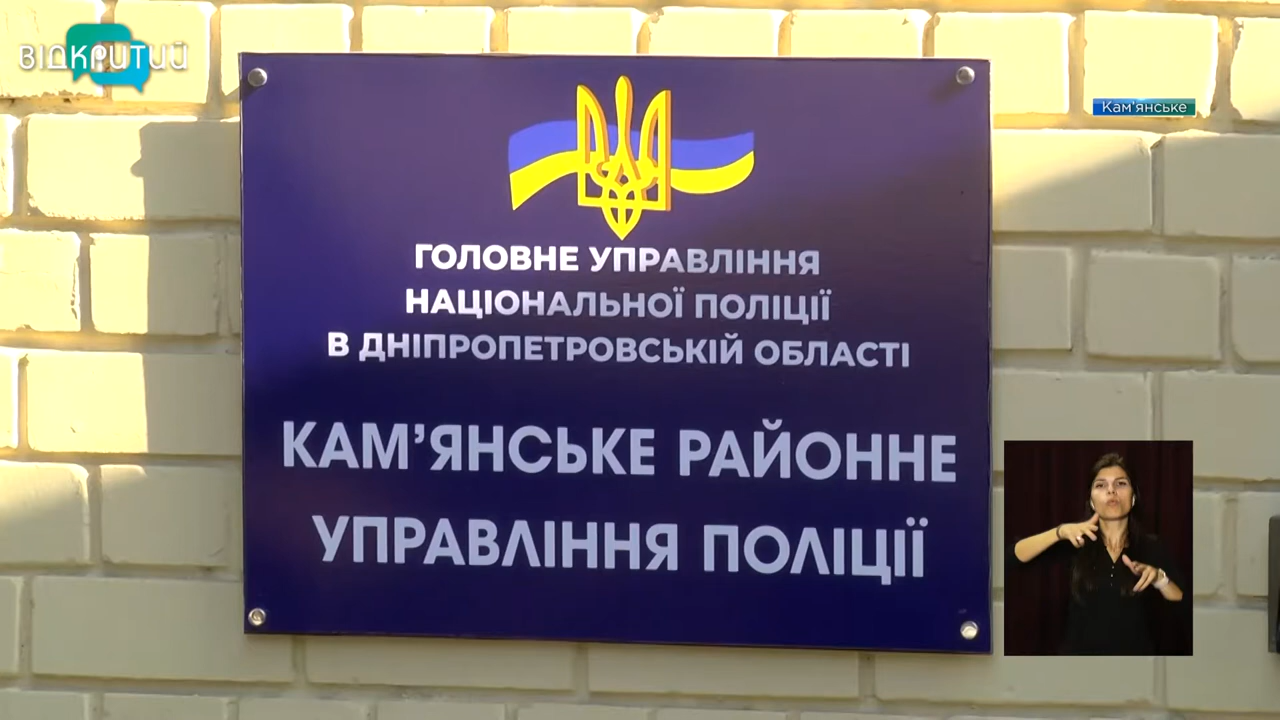 ВІДКРИТИЙ
Кам'янське
ГОЛОВНЕ УПРАВЛІННЯ
НАЦІОНАЛЬНОЇ ПОЛІЦІЇ
В ДНІПРОПЕТРОВСЬКІЙ ОБЛАСТІ
КАМ’ЯНСЬКЕ РАЙОННЕ
УПРАВЛІННЯ ПОЛІЦІЇ